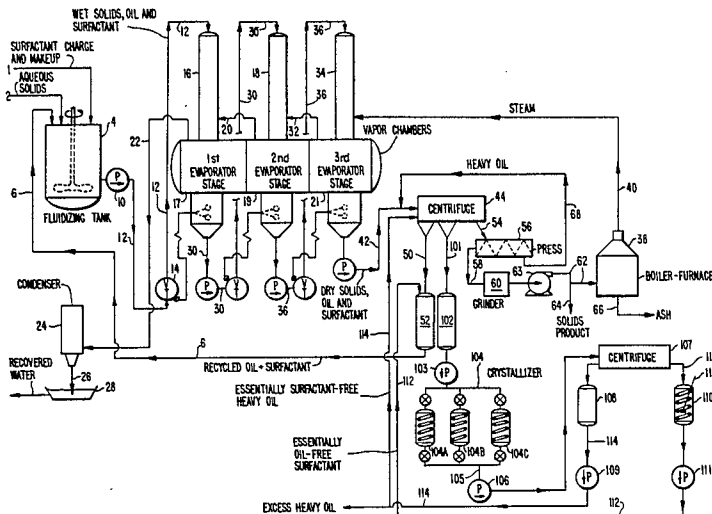 WET SOLIDS, OIL AND
SURFACTANT
12
36
36
SURFACTANT CHARGE
AND MAKEUP
1
AQUEOUS
SOLIDS
2
4
16
18
34
30
36
68
22
20
32
VAPOR CHAMBERS
STEAM
1st
EVAPORATOR
STAGE
2nd
EVAPORATOR
STAGE
3rd
EVAPORATOR
STAGE
HEAVY OIL
40
6
P
10
FLUIDIZING TANK
12
17
19
21
CENTRIFUGE
44
54
56
68
PRESS
38
42
50
101
58
60
63
62
BOILER-FURNACE
12
14
30
P
P
P
DRY SOLIDS,
OIL AND
SURFACTANT
30
36
GRINDER
64
SOLIDS
PRODUCT
66
ASH
CONDENSER
24
114
52
102
107
CENTRIFUGE
6
RECYCLED OIL + SURFACTANT
112
103
P
104
CRYSTALLIZER
26
RECOVERED
WATER
28
ESSENTIALLY SURFACTANT-FREE
HEAVY OIL
108
110
104A
104B
104C
114
ESSENTIALLY
OIL-FREE
SURFACTANT
105
P
106
P
109
P
111
EXCESS HEAVY OIL
114
112